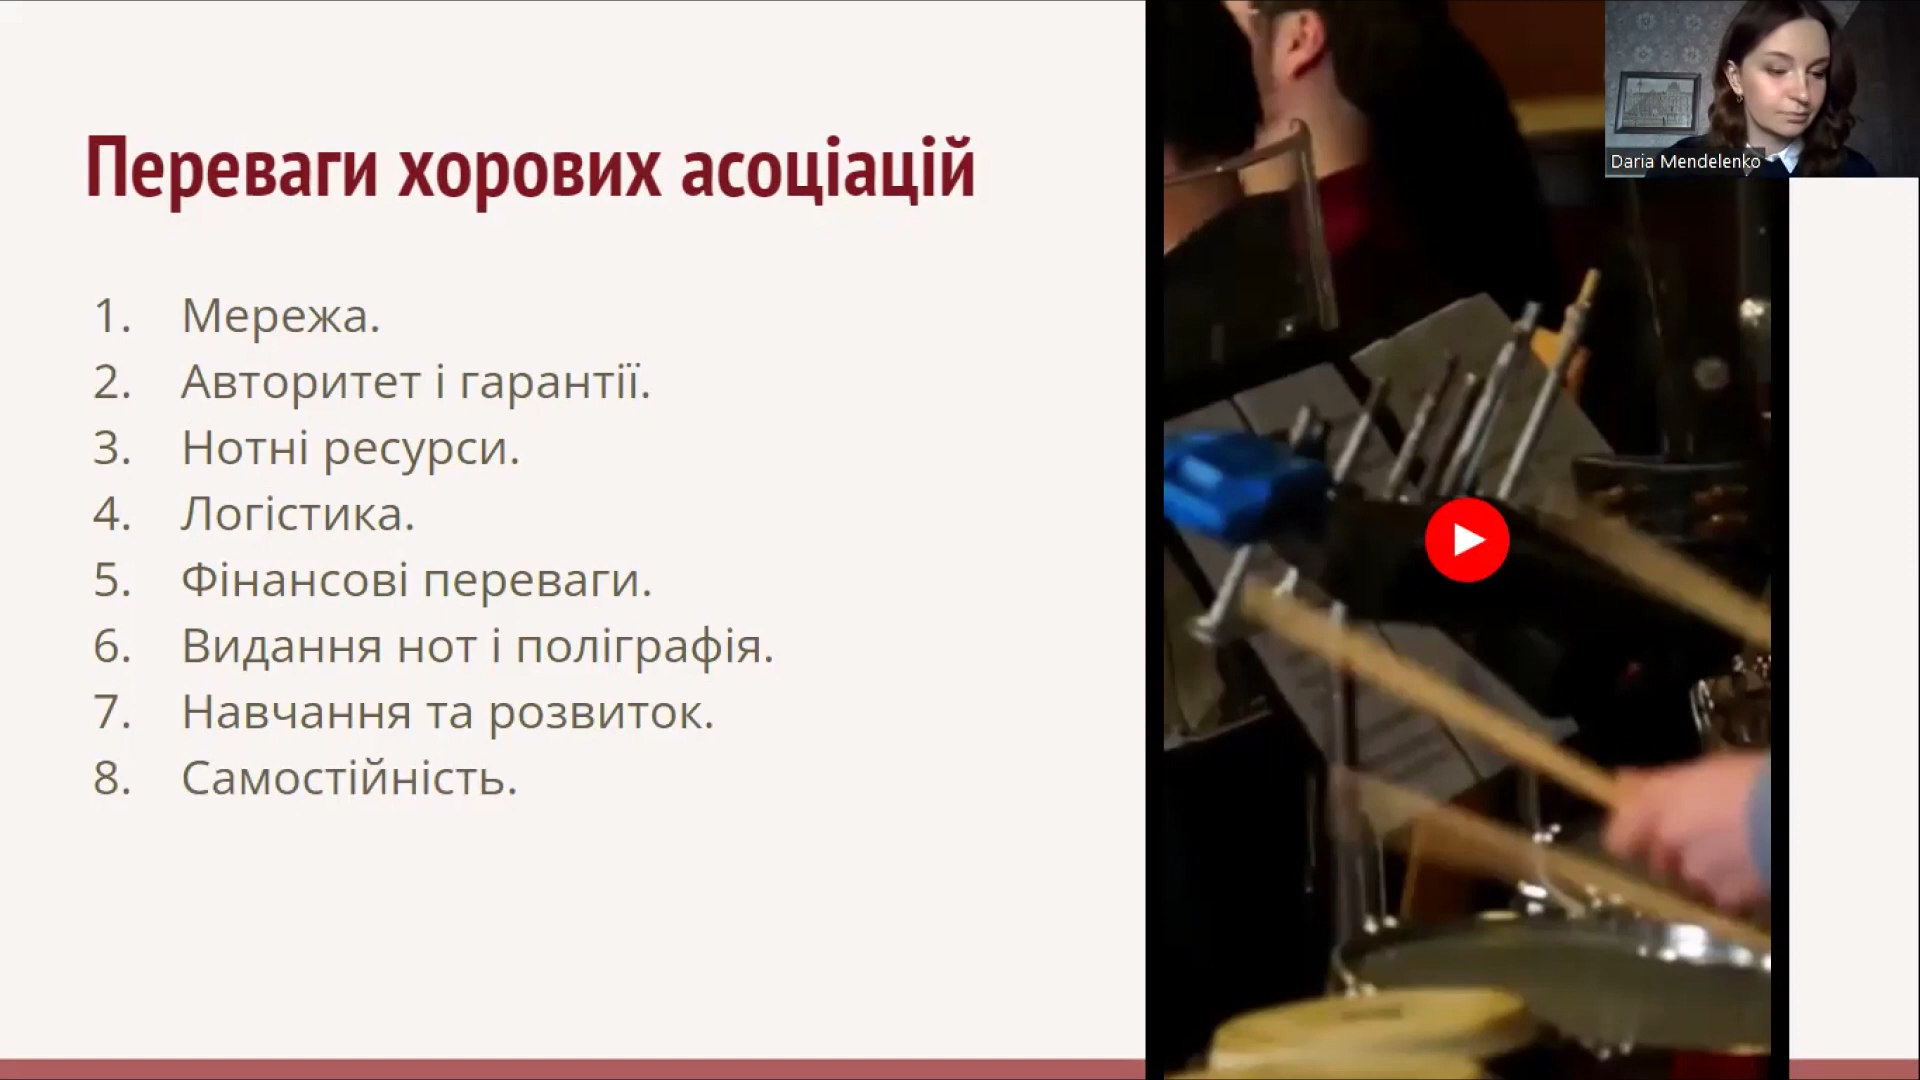 Переваги хорових асоціацій
1. Мережа.
2. Авторитет і гарантії.
3. Нотні ресурси.
4. Логістика.
5. Фінансові переваги.
6. Видання нот і поліграфія.
7. Навчання та розвиток.
8. Самостійність.
Daria Mendelenko